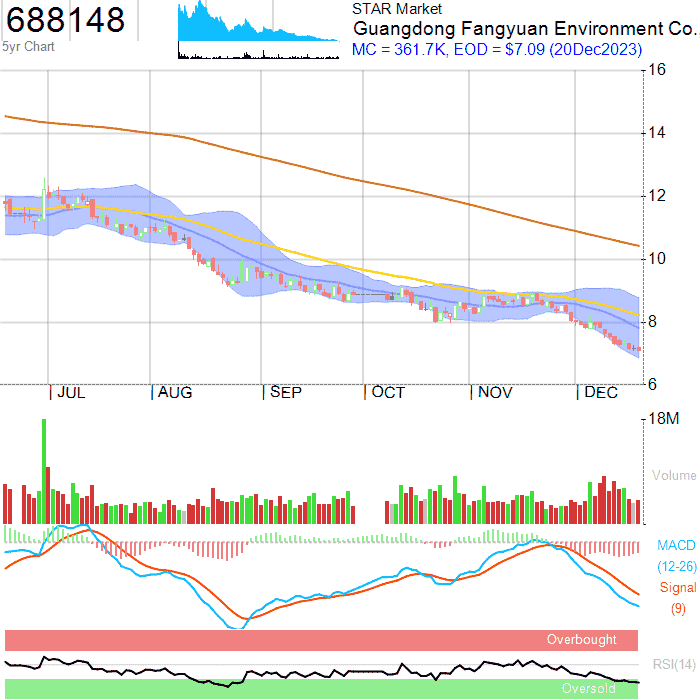 688148
5yr Chart
STAR Market
Guangdong Fangyuan Environment Co..
MC = 361.7K, EOD = $7.09 (20Dec2023)
16
14
12
10
8
6
JUL AUG SEP OCT NOV DEC
18M
Volume
MACD
(12-26)
Signal
(9)
Overbought
RSI(14)
Oversold